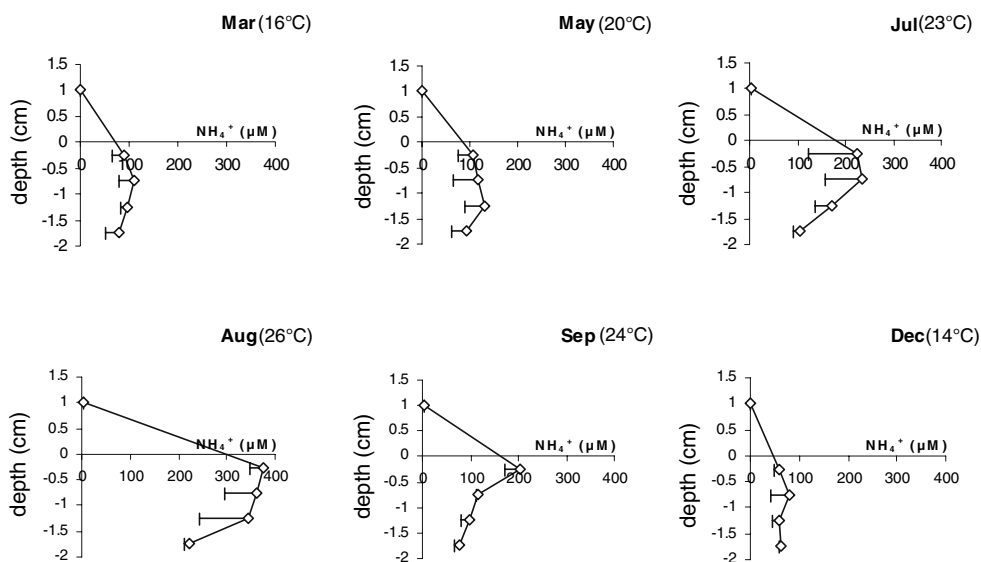 Mar (16°C)
May (20°C)
Jul (23°C)
depth (cm)
1.5
1
0.5
0
-0.5
-1
-1.5
-2
NH₄⁺ (µM)
0 100 200 300 400
depth (cm)
1.5
1
0.5
0
-0.5
-1
-1.5
-2
NH₄⁺ (µM)
0 100 200 300 400
depth (cm)
1.5
1
0.5
0
-0.5
-1
-1.5
-2
NH₄⁺ (µM)
0 100 200 300 400
Aug (26°C)
Sep (24°C)
Dec (14°C)
depth (cm)
1.5
1
0.5
0
-0.5
-1
-1.5
-2
NH₄⁺ (µM)
0 100 200 300 400
depth (cm)
1.5
1
0.5
0
-0.5
-1
-1.5
-2
NH₄⁺ (µM)
0 100 200 300 400
depth (cm)
1.5
1
0.5
0
-0.5
-1
-1.5
-2
NH₄⁺ (µM)
0 100 200 300 400